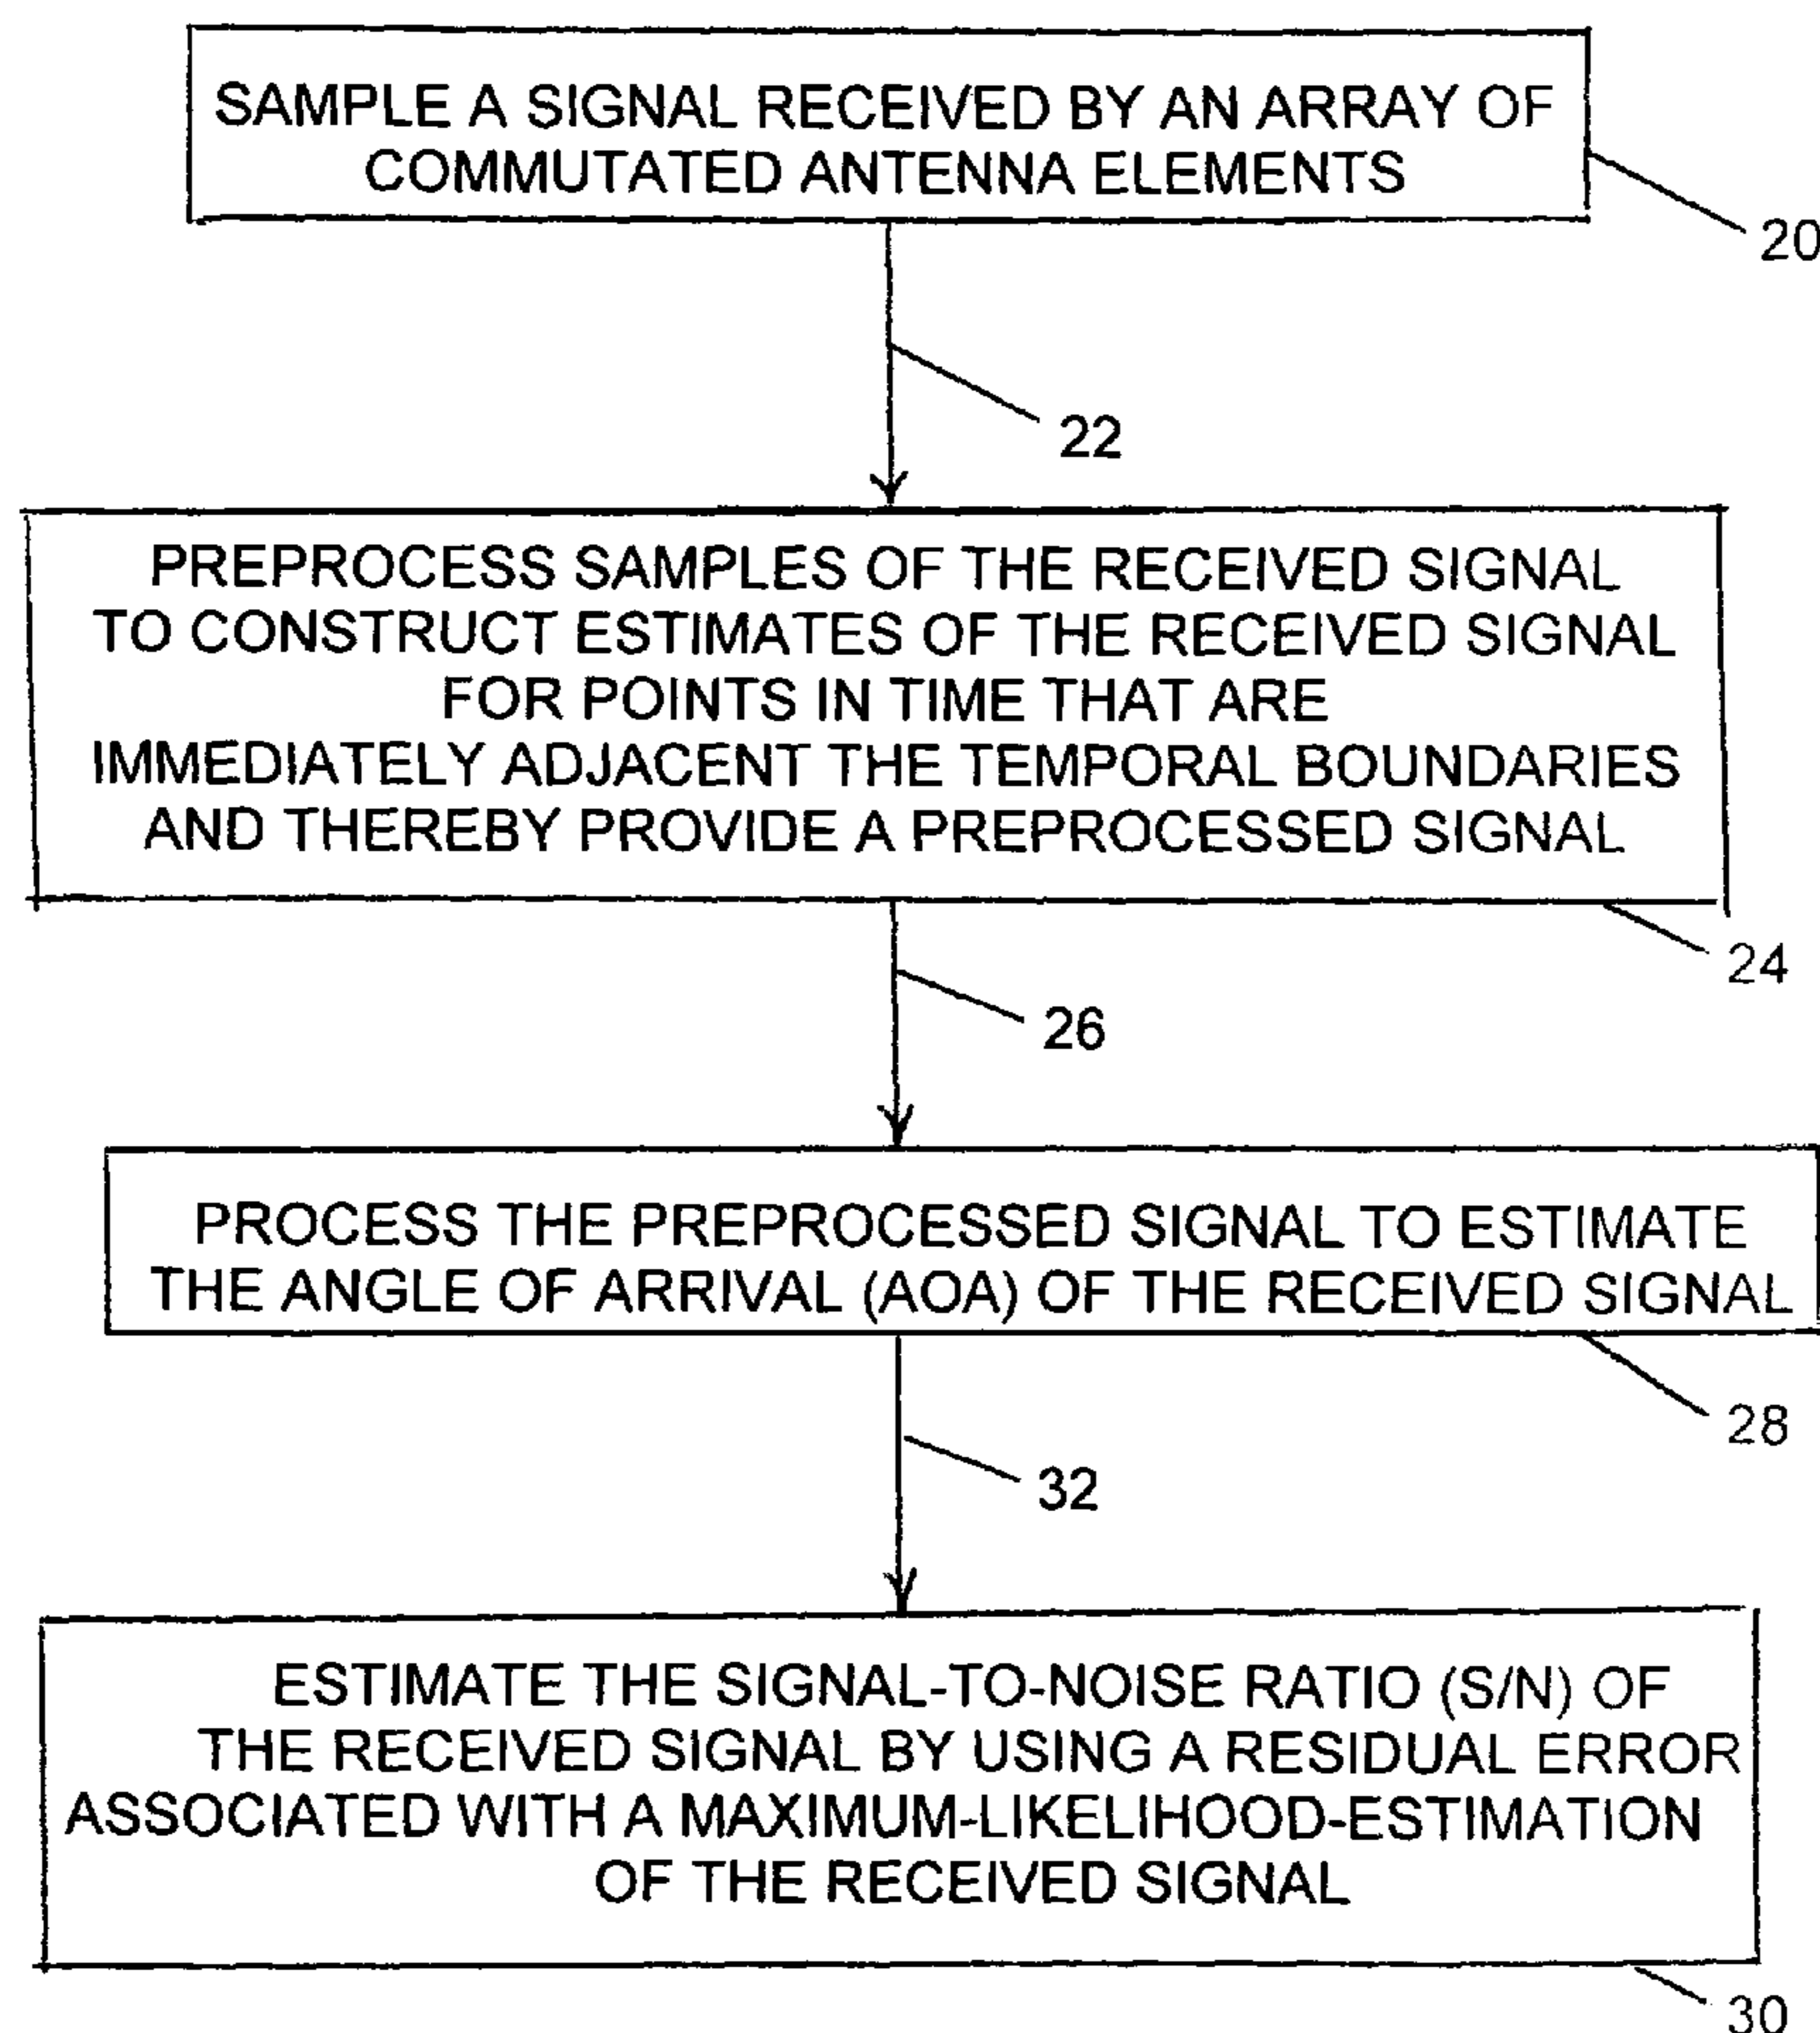 SAMPLE A SIGNAL RECEIVED BY AN ARRAY OF
COMMUTATED ANTENNA ELEMENTS
20
22
PREPROCESS SAMPLES OF THE RECEIVED SIGNAL
TO CONSTRUCT ESTIMATES OF THE RECEIVED SIGNAL
FOR POINTS IN TIME THAT ARE
IMMEDIATELY ADJACENT THE TEMPORAL BOUNDARIES
AND THEREBY PROVIDE A PREPROCESSED SIGNAL
24
26
PROCESS THE PREPROCESSED SIGNAL TO ESTIMATE
THE ANGLE OF ARRIVAL (AOA) OF THE RECEIVED SIGNAL
28
32
ESTIMATE THE SIGNAL-TO-NOISE RATIO (S/N) OF
THE RECEIVED SIGNAL BY USING A RESIDUAL ERROR
ASSOCIATED WITH A MAXIMUM-LIKELIHOOD-ESTIMATION
OF THE RECEIVED SIGNAL
30